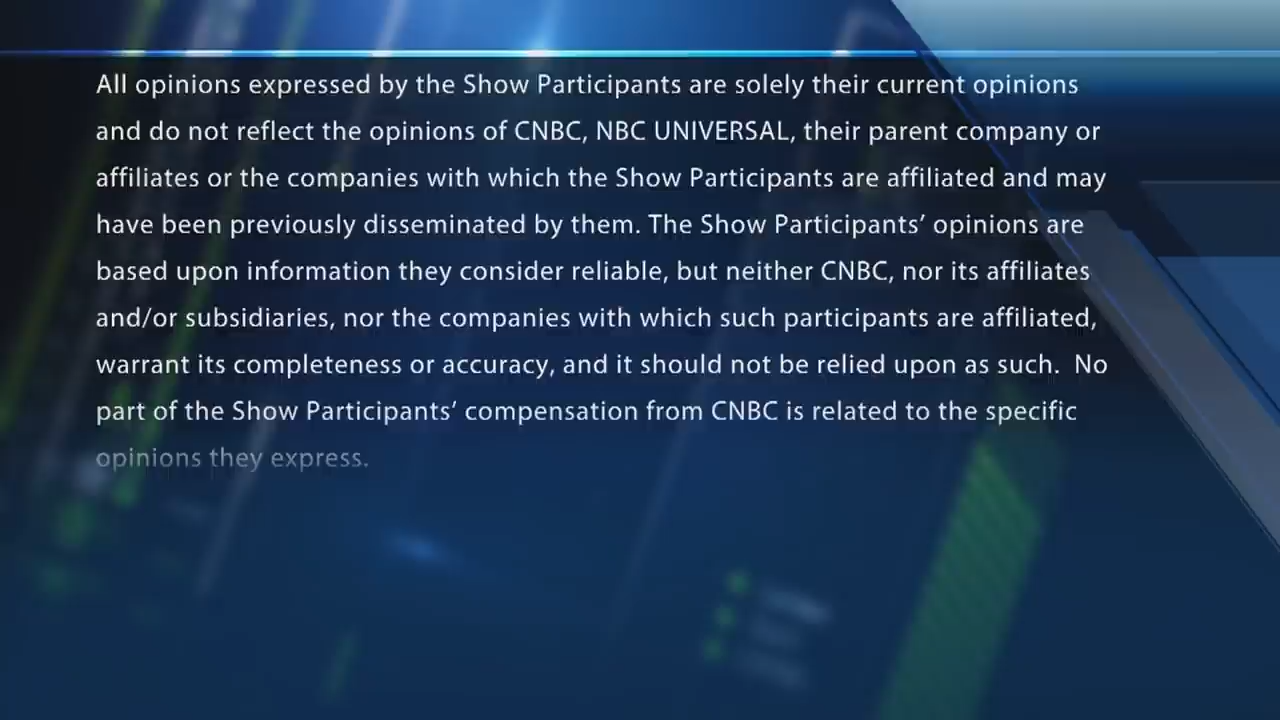 All opinions expressed by the Show Participants are solely their current opinions
and do not reflect the opinions of CNBC, NBC UNIVERSAL, their parent company or
affiliates or the companies with which the Show Participants are affiliated and may
have been previously disseminated by them. The Show Participants’ opinions are
based upon information they consider reliable, but neither CNBC, nor its affiliates
and/or subsidiaries, nor the companies with which such participants are affiliated,
warrant its completeness or accuracy, and it should not be relied upon as such.  No
part of the Show Participants’ compensation from CNBC is related to the specific
opinions they express.